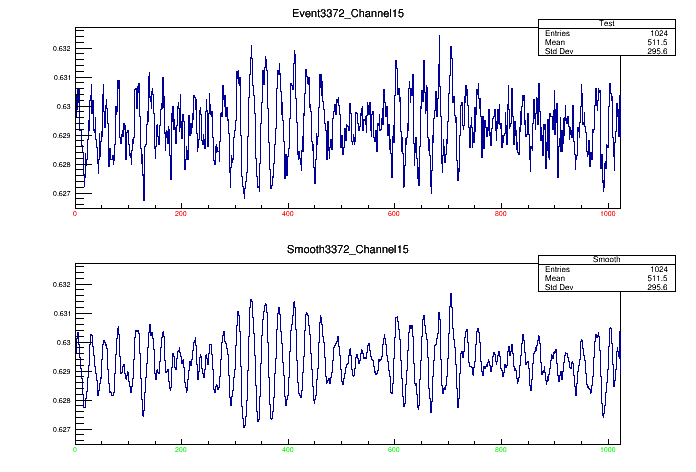 Event3372_Channel15
Test
Entries 1024
Mean 511.5
Std Dev 295.6
0.632
0.631
0.63
0.629
0.628
0.627
0 200 400 600 800 1000
Smooth3372_Channel15
Smooth
Entries 1024
Mean 511.5
Std Dev 295.6
0.632
0.631
0.63
0.629
0.628
0.627
0 200 400 600 800 1000